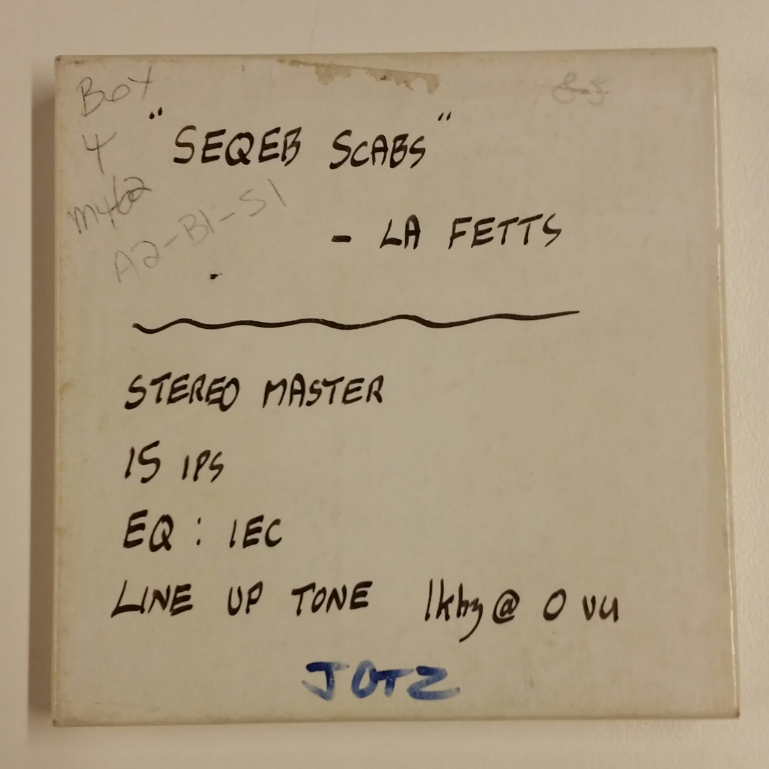 Box
4
M462
A2-B1-S1
85
"SEQEB SCABS"
- LA FETTS
STEREO MASTER
15 IPS
EQ : IEC
LINE UP TONE 1khz @ 0 vu
JOTZ